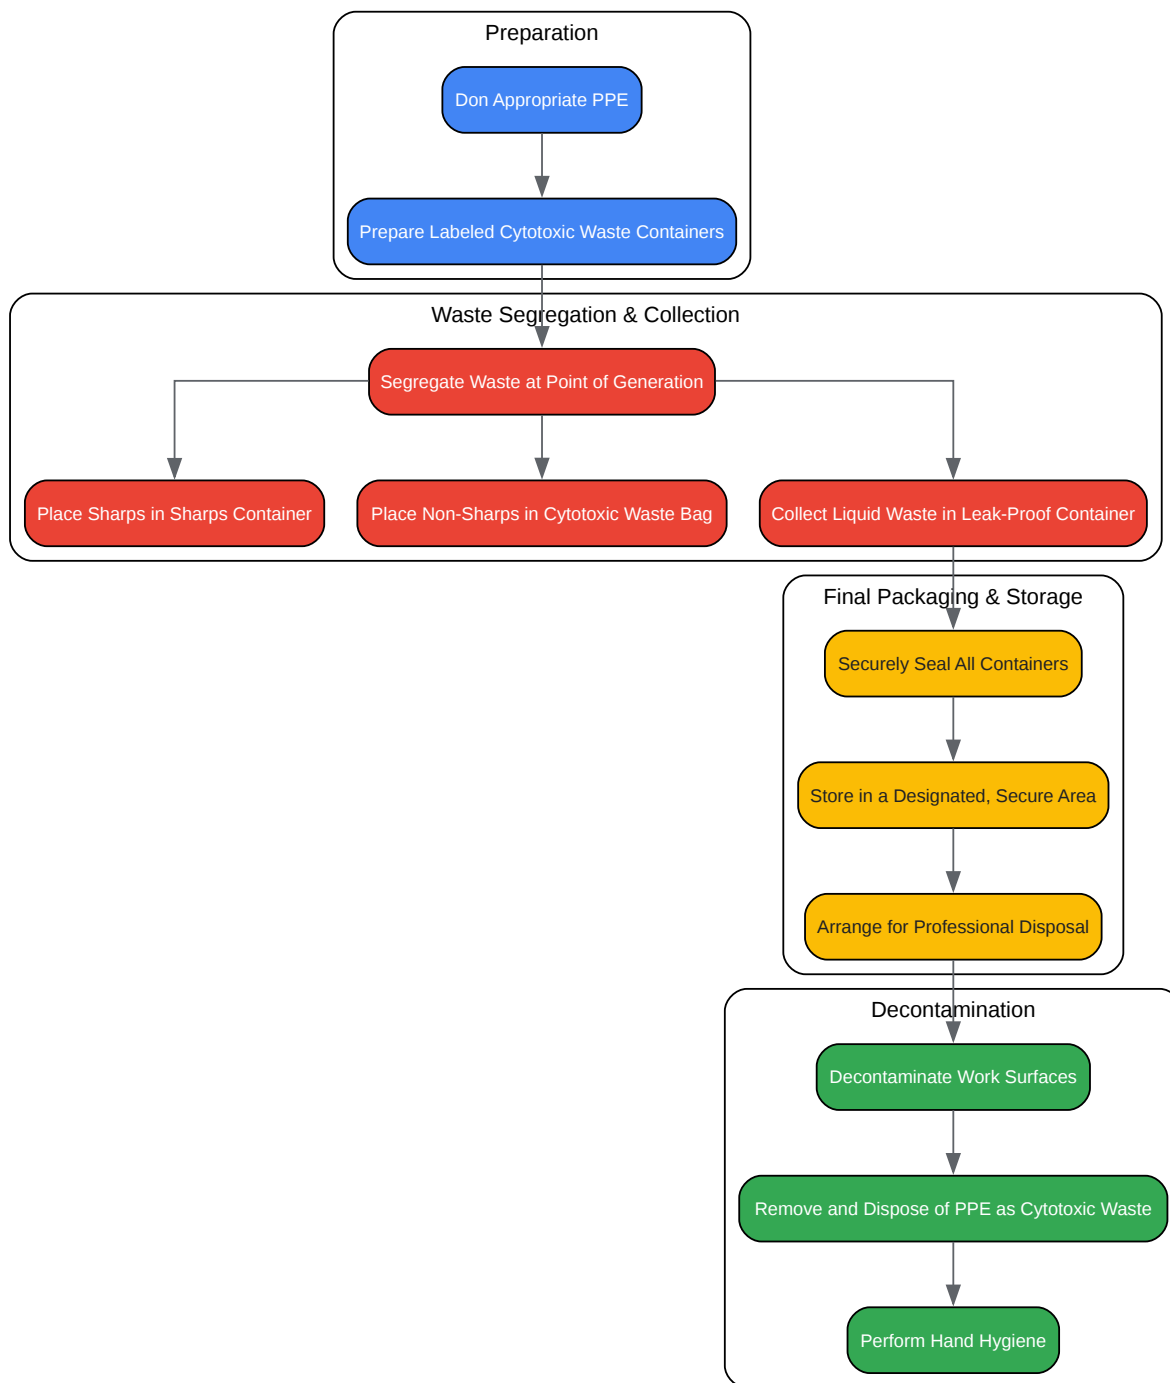 Preparation
Don Appropriate PPE
Prepare Labeled Cytotoxic Waste Containers
Waste Segregation & Collection
Segregate Waste at Point of Generation
Place Sharps in Sharps Container
Place Non-Sharps in Cytotoxic Waste Bag
Collect Liquid Waste in Leak-Proof Container
Final Packaging & Storage
Securely Seal All Containers
Store in a Designated, Secure Area
Arrange for Professional Disposal
Decontamination
Decontaminate Work Surfaces
Remove and Dispose of PPE as Cytotoxic Waste
Perform Hand Hygiene